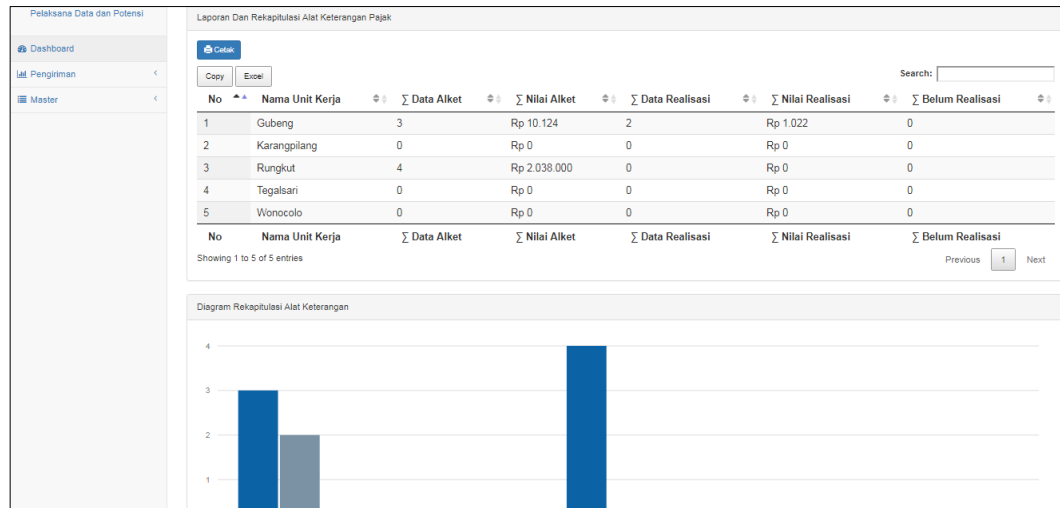 Pelaksana Data dan Potensi
Dashboard
Pengiriman
Master
Laporan Dan Rekapitulasi Alat Keterangan Pajak
Cetak
Copy Excel Search:
No Nama Unit Kerja ∑ Data Alket ∑ Nilai Alket ∑ Data Realisasi ∑ Nilai Realisasi ∑ Belum Realisasi
1 Gubeng 3 Rp 10.124 2 Rp 1.022 0
2 Karangpilang 0 Rp 0 0 Rp 0 0
3 Rungkut 4 Rp 2.038.000 0 Rp 0 0
4 Tegalsari 0 Rp 0 0 Rp 0 0
5 Wonocolo 0 Rp 0 0 Rp 0 0
No Nama Unit Kerja ∑ Data Alket ∑ Nilai Alket ∑ Data Realisasi ∑ Nilai Realisasi ∑ Belum Realisasi
Showing 1 to 5 of 5 entries Previous 1 Next
Diagram Rekapitulasi Alat Keterangan
4
3
2
1